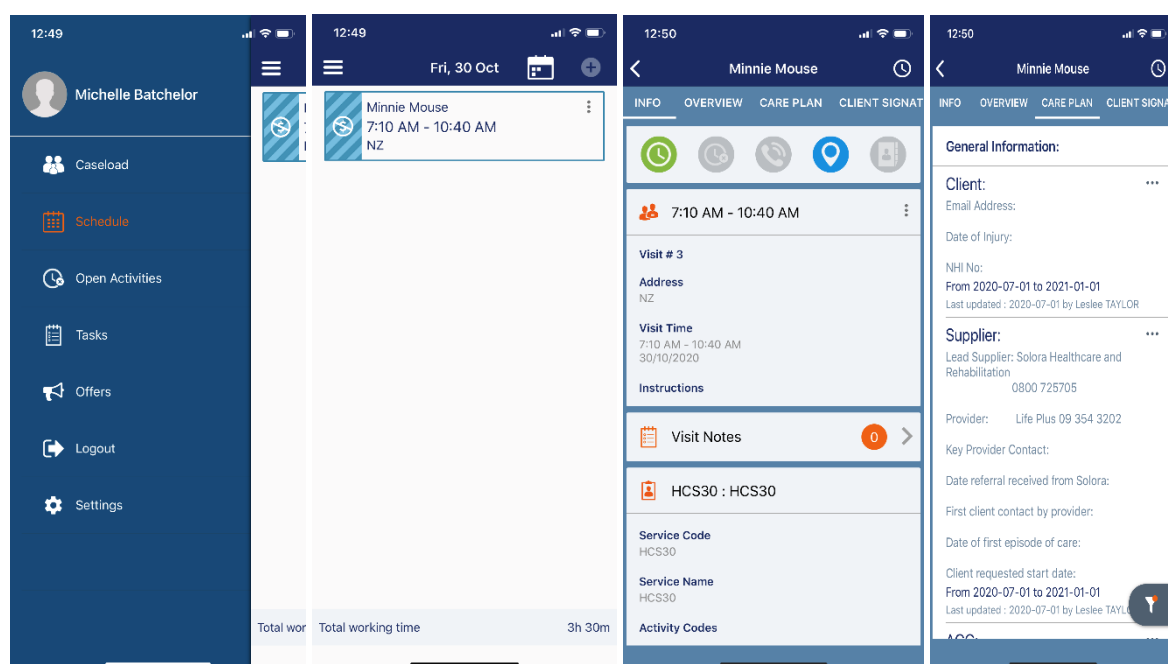 12:49
Michelle Batchelor
Caseload
Schedule
Open Activities
Tasks
Offers
Logout
Settings
Total wor
12:49
Fri, 30 Oct
Minnie Mouse
7:10 AM - 10:40 AM
NZ
Total working time 3h 30m
12:50
Minnie Mouse
INFO OVERVIEW CARE PLAN CLIENT SIGNAT
7:10 AM - 10:40 AM
Visit # 3
Address
NZ
Visit Time
7:10 AM - 10:40 AM
30/10/2020
Instructions
Visit Notes 0
HCS30 : HCS30
Service Code
HCS30
Service Name
HCS30
Activity Codes
12:50
Minnie Mouse
INFO OVERVIEW CARE PLAN CLIENT SIGNA
General Information:
Client:
Email Address:
Date of Injury:
NHI No:
From 2020-07-01 to 2021-01-01
Last updated : 2020-07-01 by Leslee TAYLOR
Supplier:
Lead Supplier: Solora Healthcare and
Rehabilitation
0800 725705
Provider: Life Plus 09 354 3202
Key Provider Contact:
Date referral received from Solora:
First client contact by provider:
Date of first episode of care:
Client requested start date:
From 2020-07-01 to 2021-01-01
Last updated : 2020-07-01 by Leslee TAYL